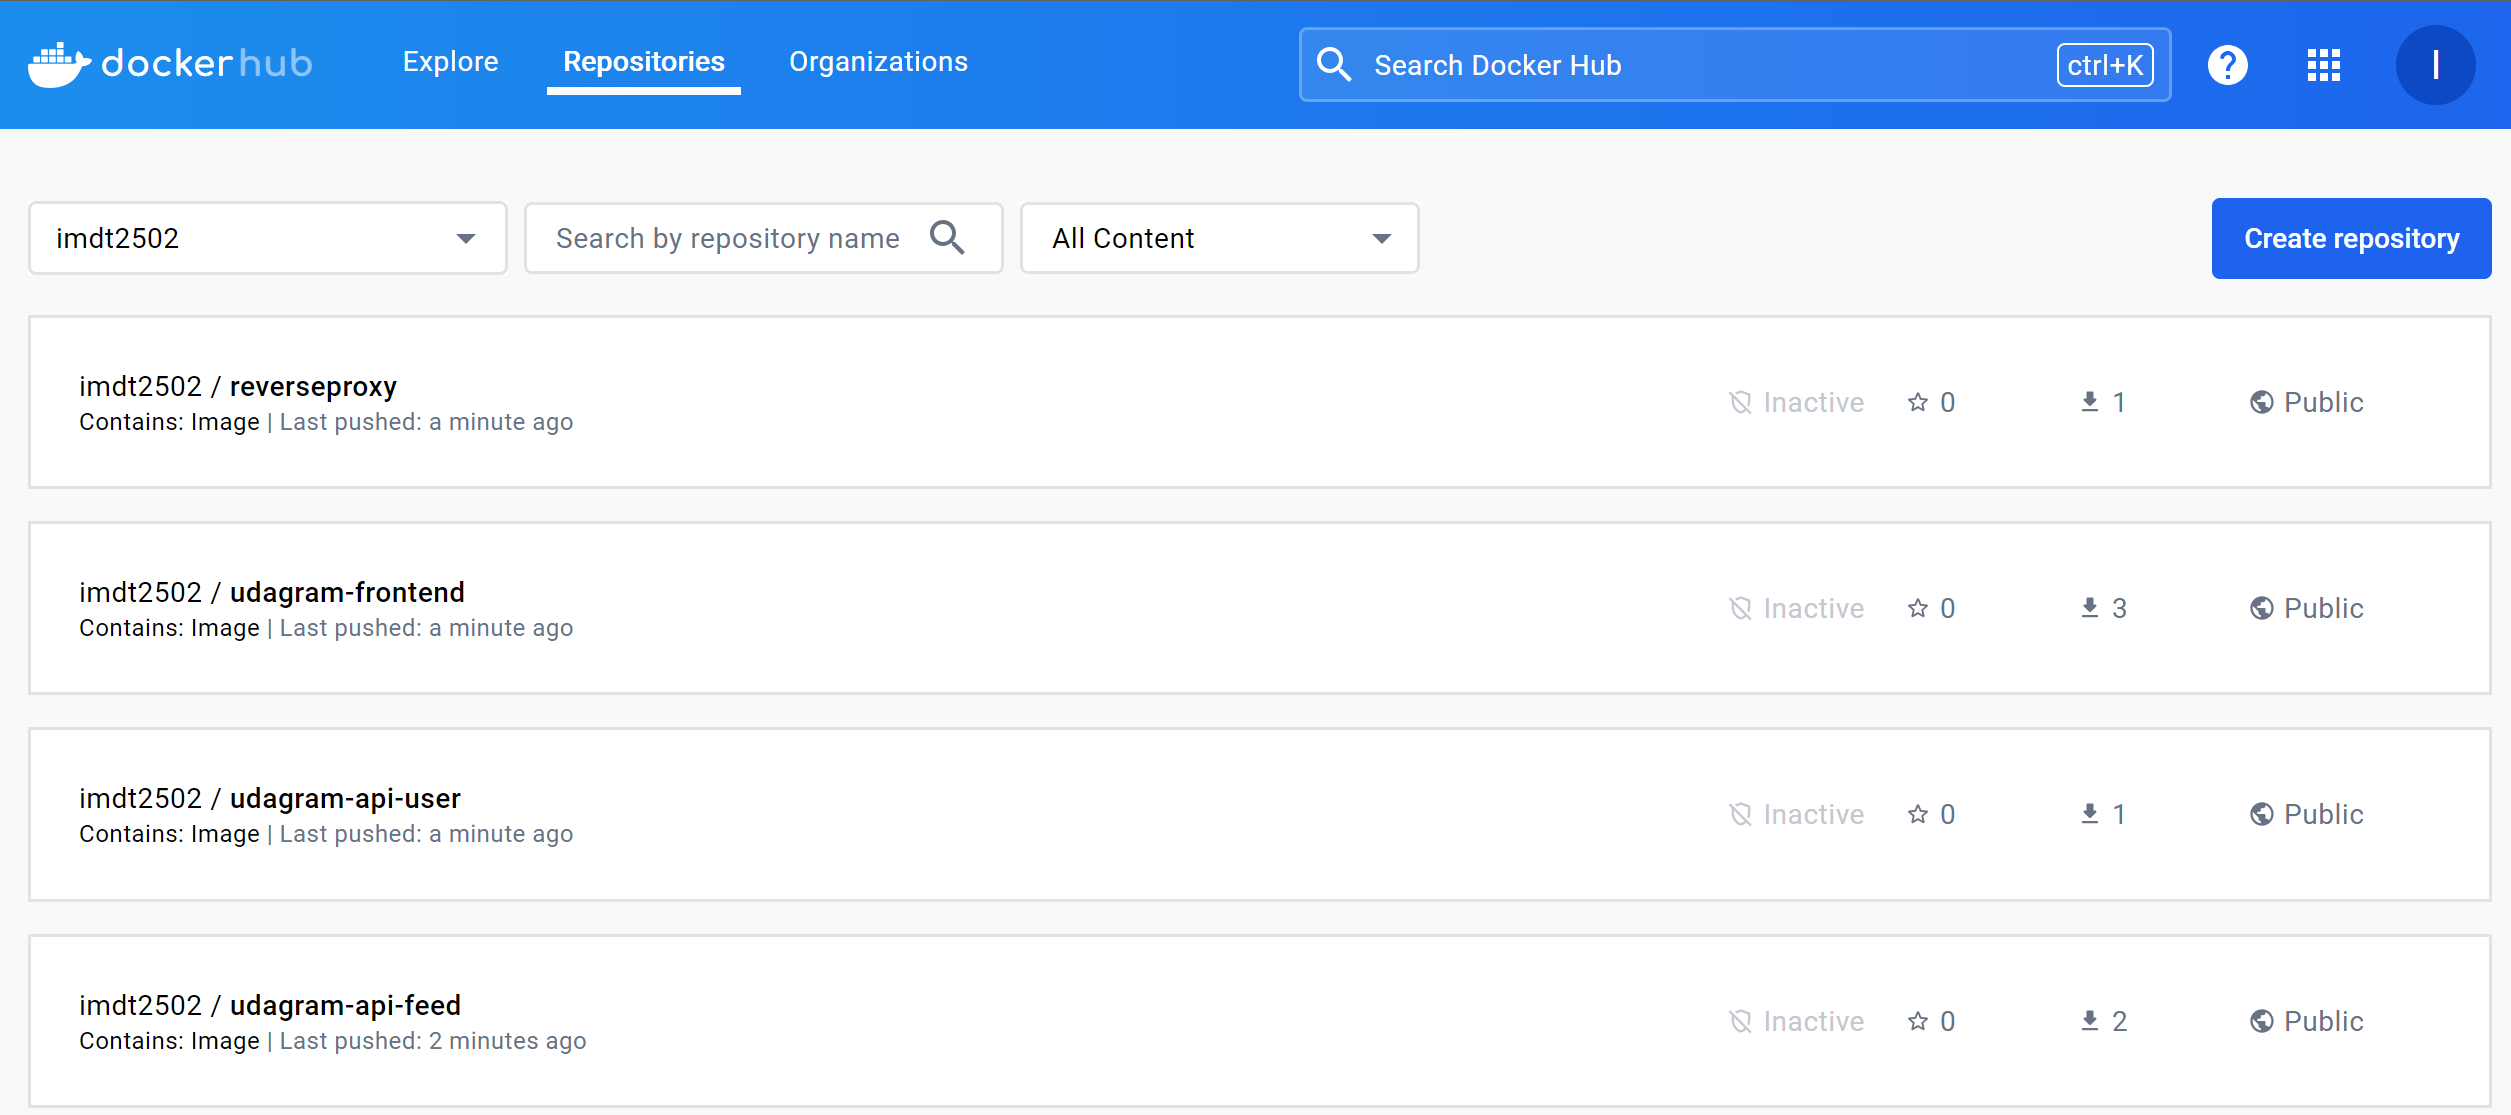 dockerhub
Explore
Repositories
Organizations
Search Docker Hub
ctrl+K
?
I
imdt2502
Search by repository name
All Content
Create repository
imdt2502 / reverseproxy
Contains: Image | Last pushed: a minute ago
Inactive
0
1
Public
imdt2502 / udagram-frontend
Contains: Image | Last pushed: a minute ago
Inactive
0
3
Public
imdt2502 / udagram-api-user
Contains: Image | Last pushed: a minute ago
Inactive
0
1
Public
imdt2502 / udagram-api-feed
Contains: Image | Last pushed: 2 minutes ago
Inactive
0
2
Public